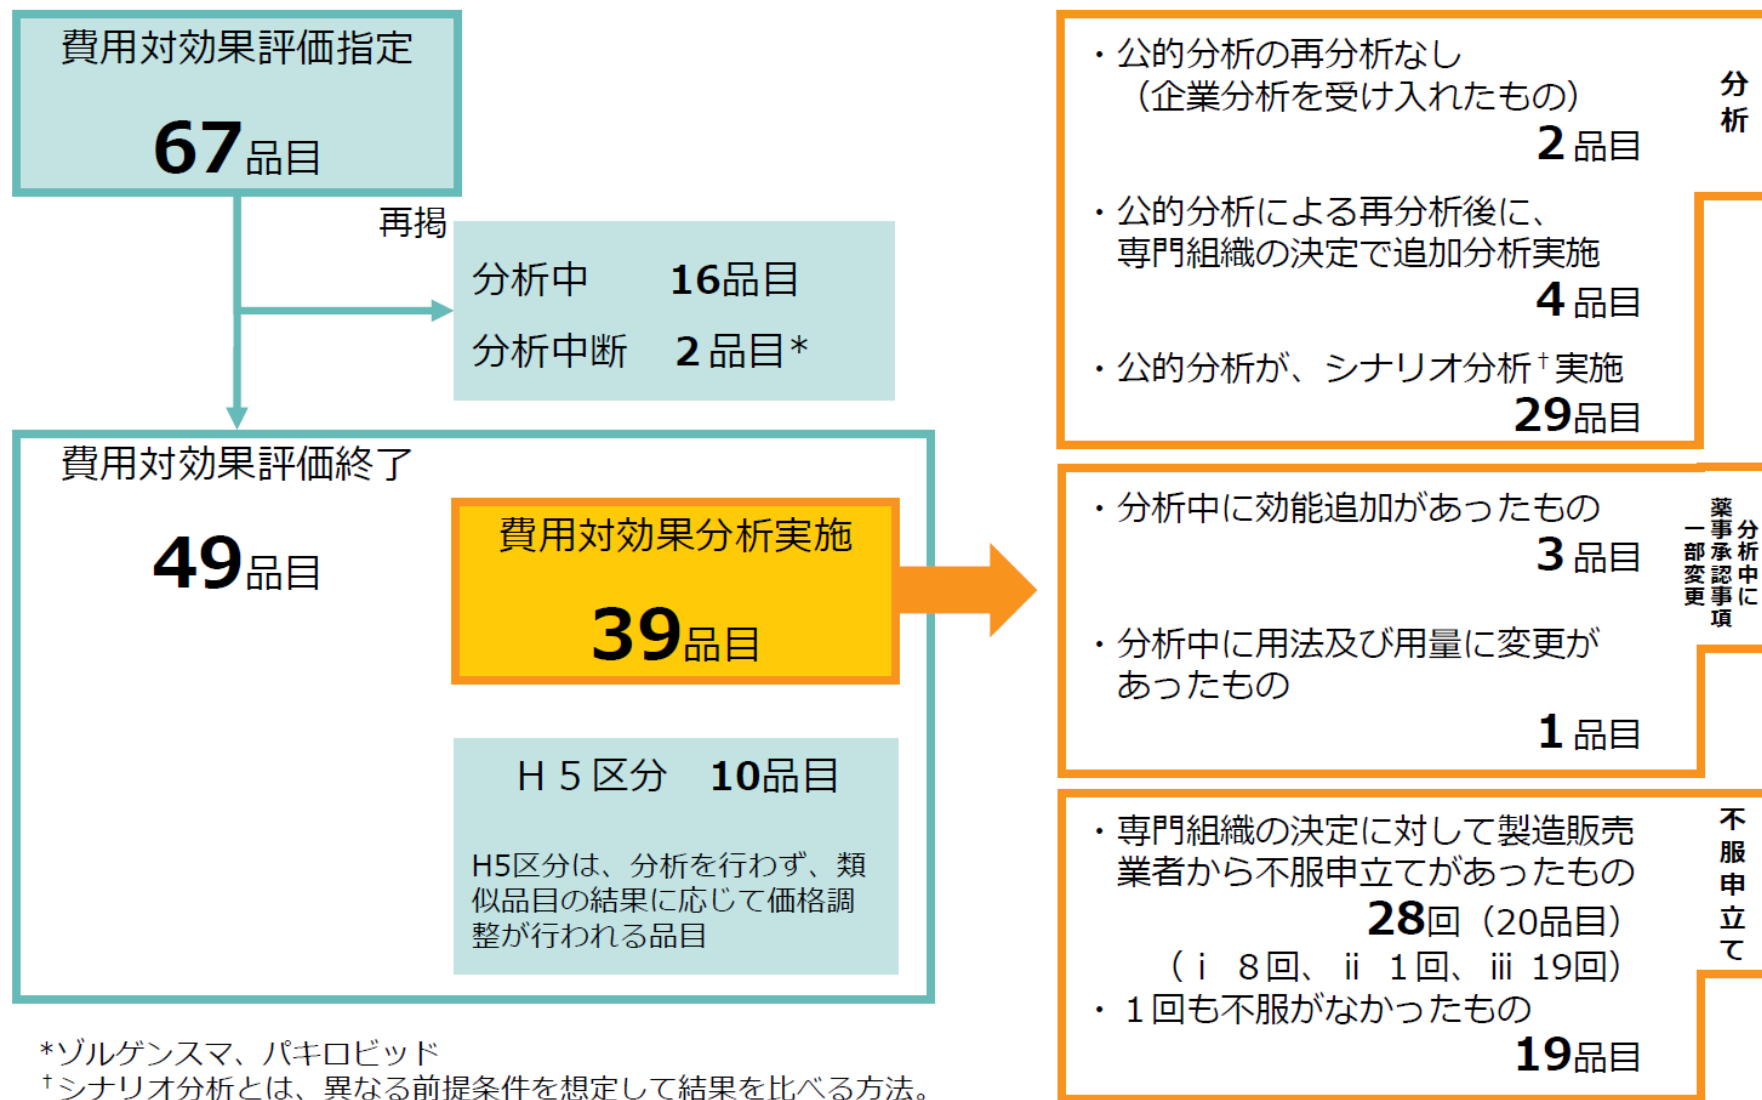 費用対効果評価指定
67品目
再掲
分析中 16品目
分析中断 2品目*
費用対効果評価終了
49品目
費用対効果分析実施
39品目
H5区分 10品目
H5区分は、分析を行わず、類
似品目の結果に応じて価格調
整が行われる品目
*ゾルゲンスマ、パキロビッド
†シナリオ分析とは、異なる前提条件を想定して結果を比べる方法。
分析
・公的分析の再分析なし
（企業分析を受け入れたもの）
2品目
・公的分析による再分析後に、
専門組織の決定で追加分析実施
4品目
・公的分析が、シナリオ分析†実施
29品目
分析中に
薬事承認事項
一部変更
・分析中に効能追加があったもの
3品目
・分析中に用法及び用量に変更が
あったもの
1品目
不服申立て
・専門組織の決定に対して製造販売
業者から不服申立てがあったもの
28回（20品目）
（ⅰ 8回、ⅱ 1回、ⅲ 19回）
・1回も不服がなかったもの
19品目